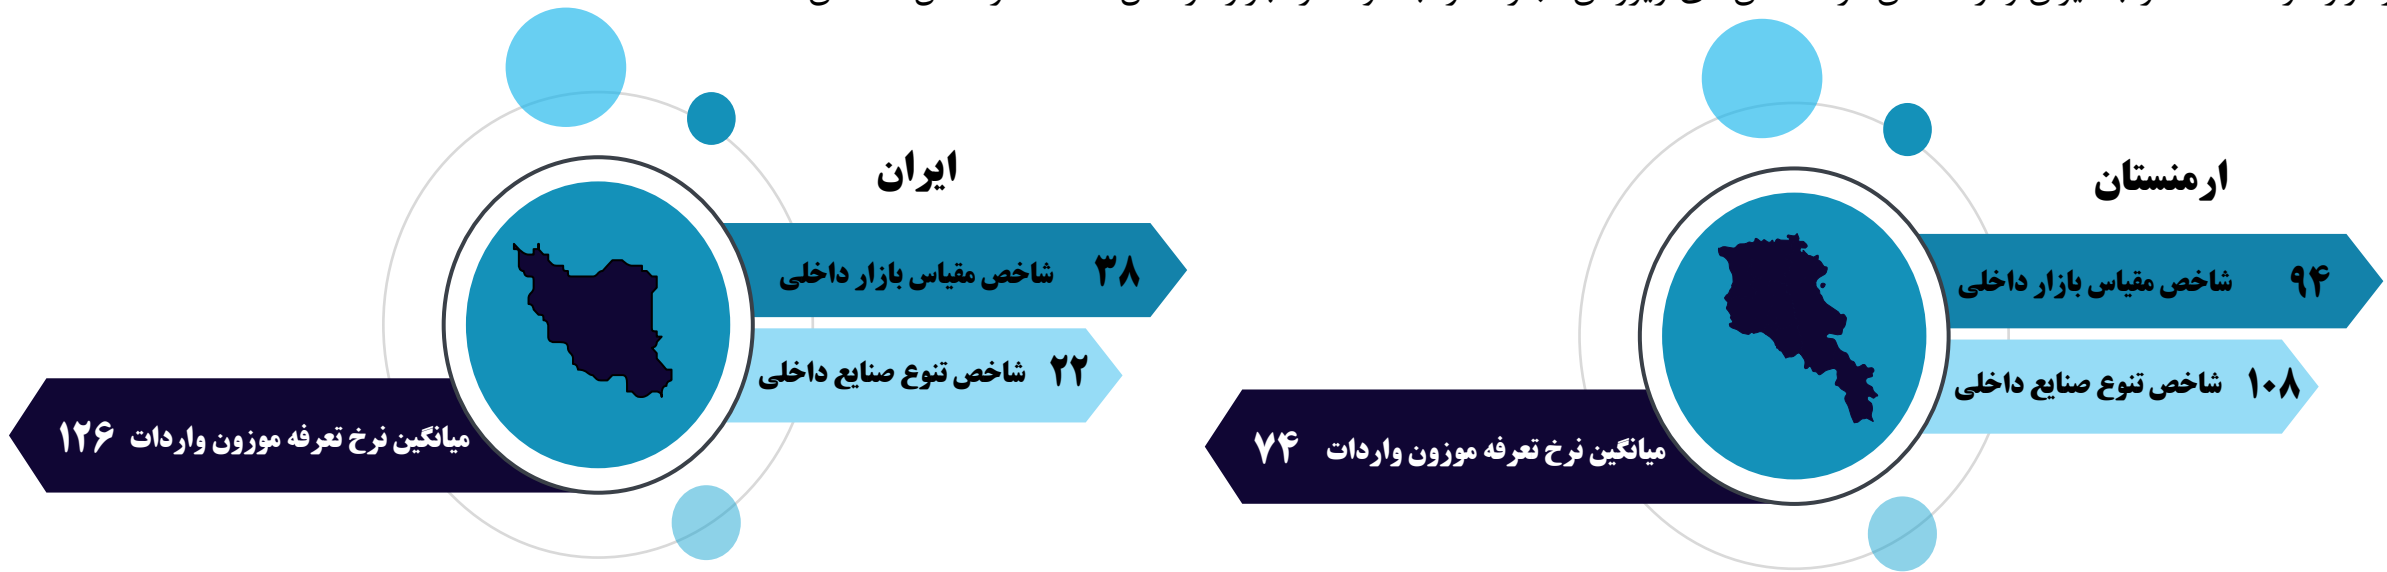 ارمنستان
۹۴ شاخص مقیاس بازار داخلی
۱۰۸ شاخص تنوع صنایع داخلی
میانگین نرخ تعرفه موزون واردات ۷۴
ایران
۳۸ شاخص مقیاس بازار داخلی
۲۲ شاخص تنوع صنایع داخلی
میانگین نرخ تعرفه موزون واردات ۱۲۶